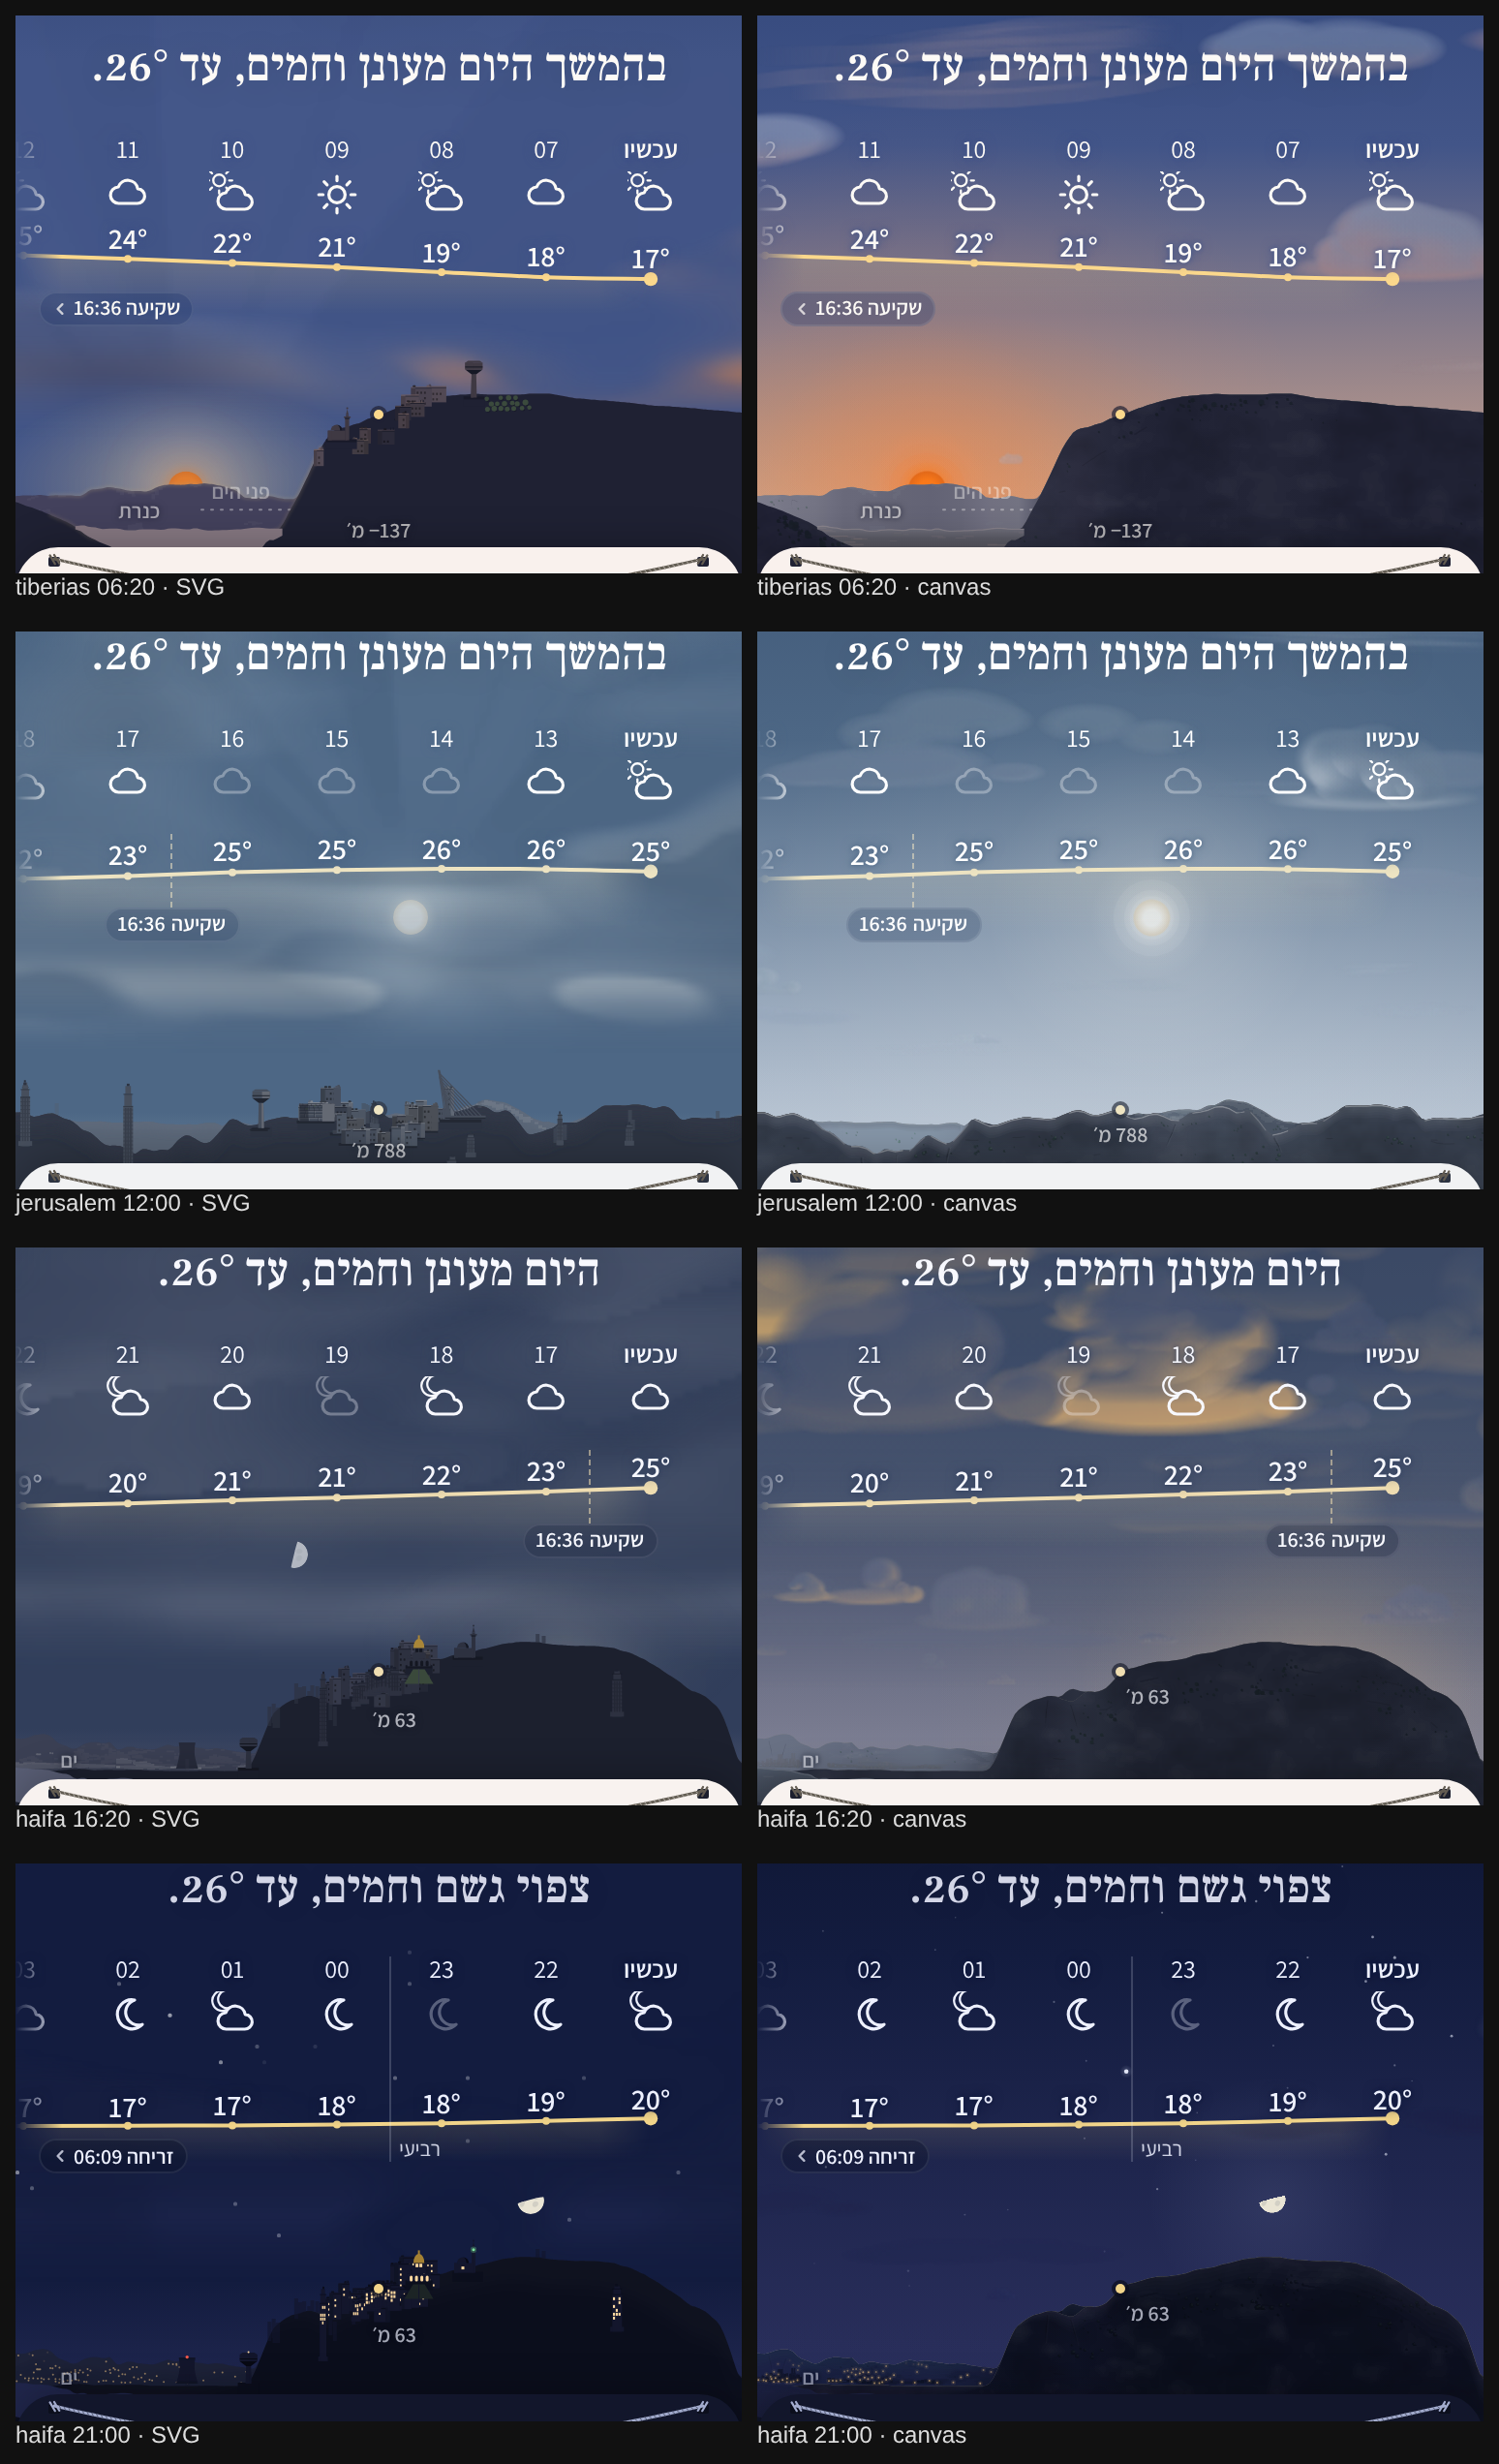 בהמשך היום מעונן וחמים, עד 26°.
עכשיו 07 08 09 10 11
17° 18° 19° 21° 22° 24°
שקיעה 16:36
פני הים
כנרת
−137 מ׳
tiberias 06:20 · SVG
בהמשך היום מעונן וחמים, עד 26°.
עכשיו 07 08 09 10 11
17° 18° 19° 21° 22° 24°
שקיעה 16:36
פני הים
כנרת
−137 מ׳
tiberias 06:20 · canvas
בהמשך היום מעונן וחמים, עד 26°.
עכשיו 13 14 15 16 17
25° 26° 26° 25° 25° 23°
שקיעה 16:36
788 מ׳
jerusalem 12:00 · SVG
בהמשך היום מעונן וחמים, עד 26°.
עכשיו 13 14 15 16 17
25° 26° 26° 25° 25° 23°
שקיעה 16:36
788 מ׳
jerusalem 12:00 · canvas
היום מעונן וחמים, עד 26°.
עכשיו 17 18 19 20 21
25° 23° 22° 21° 21° 20°
שקיעה 16:36
63 מ׳
ים
haifa 16:20 · SVG
היום מעונן וחמים, עד 26°.
עכשיו 17 18 19 20 21
25° 23° 22° 21° 21° 20°
שקיעה 16:36
63 מ׳
ים
haifa 16:20 · canvas
צפוי גשם וחמים, עד 26°.
עכשיו 22 23 00 01 02
20° 19° 18° 18° 17° 17°
רביעי
זריחה 06:09
63 מ׳
ים
haifa 21:00 · SVG
צפוי גשם וחמים, עד 26°.
עכשיו 22 23 00 01 02
20° 19° 18° 18° 17° 17°
רביעי
זריחה 06:09
63 מ׳
ים
haifa 21:00 · canvas